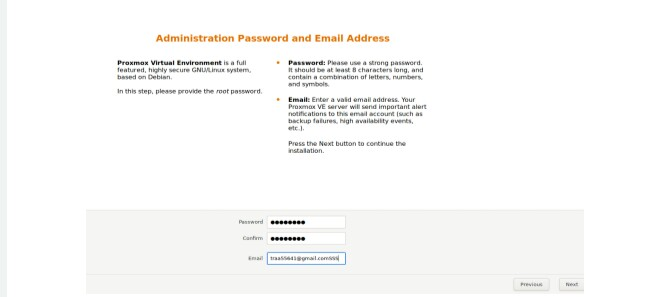 Administration Password and Email Address
Proxmox Virtual Environment is a full
featured, highly secure GNU/Linux system,
based on Debian.
In this step, please provide the root password.
Password: Please use a strong password.
It should be at least 8 characters long, and
contain a combination of letters, numbers,
and symbols.
Email: Enter a valid email address. Your
Proxmox VE server will send important alert
notifications to this email account (such as
backup failures, high availability events,
etc.).
Press the Next button to continue the
installation.
Password ●●●●●●●●
Confirm ●●●●●●●●
Email
Previous Next